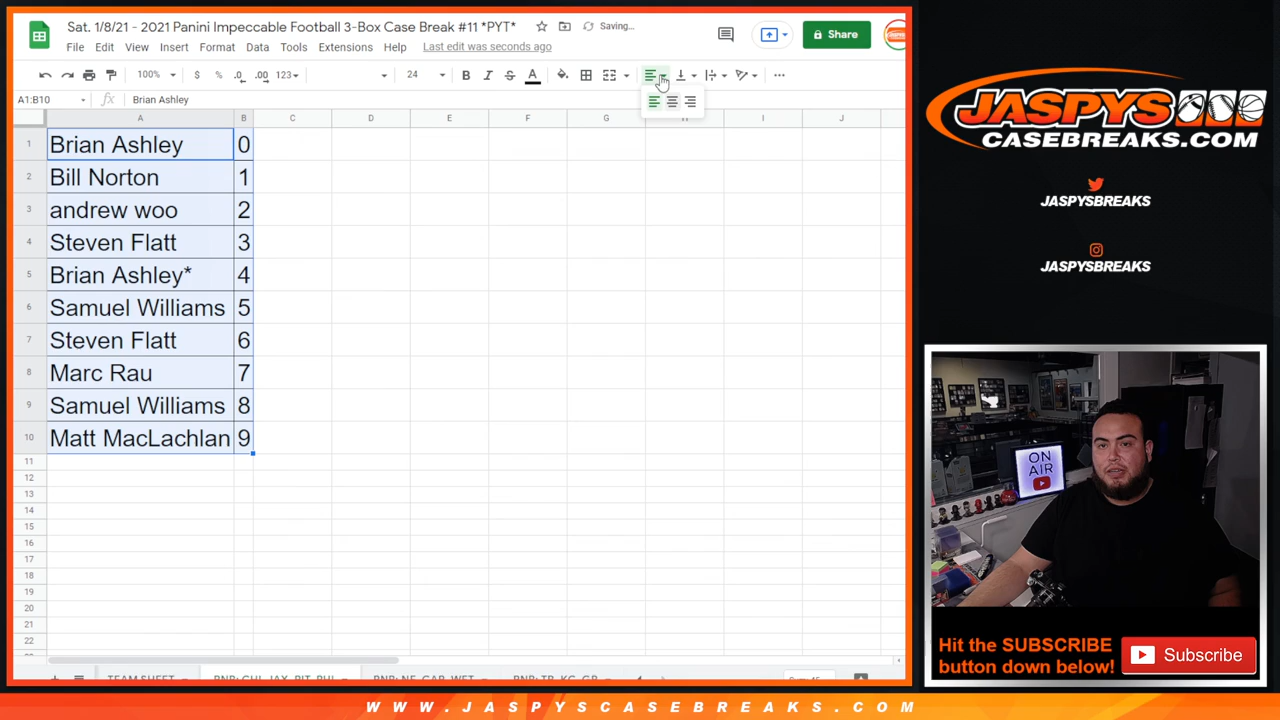 Sat. 1/8/21 - 2021 Panini Impeccable Football 3-Box Case Break #11 *PYT*
Saving...
Share
File Edit View Insert Format Data Tools Extensions Help Last edit was seconds ago
100% $ % .0 .00 123 24 B I S A
A1:B10 fx Brian Ashley
A B C D E F G H I J
1 Brian Ashley 0
2 Bill Norton 1
3 andrew woo 2
4 Steven Flatt 3
5 Brian Ashley* 4
6 Samuel Williams 5
7 Steven Flatt 6
8 Marc Rau 7
9 Samuel Williams 8
10 Matt MacLachlan 9
11
12
13
14
15
16
17
18
19
20
21
22
TEAM SHEET
JASPYS
CASEBREAKS.COM
JASPYSBREAKS
JASPYSBREAKS
ON
AIR
Hit the SUBSCRIBE
button down below!
Subscribe
WWW.JASPYSCASEBREAKS.COM